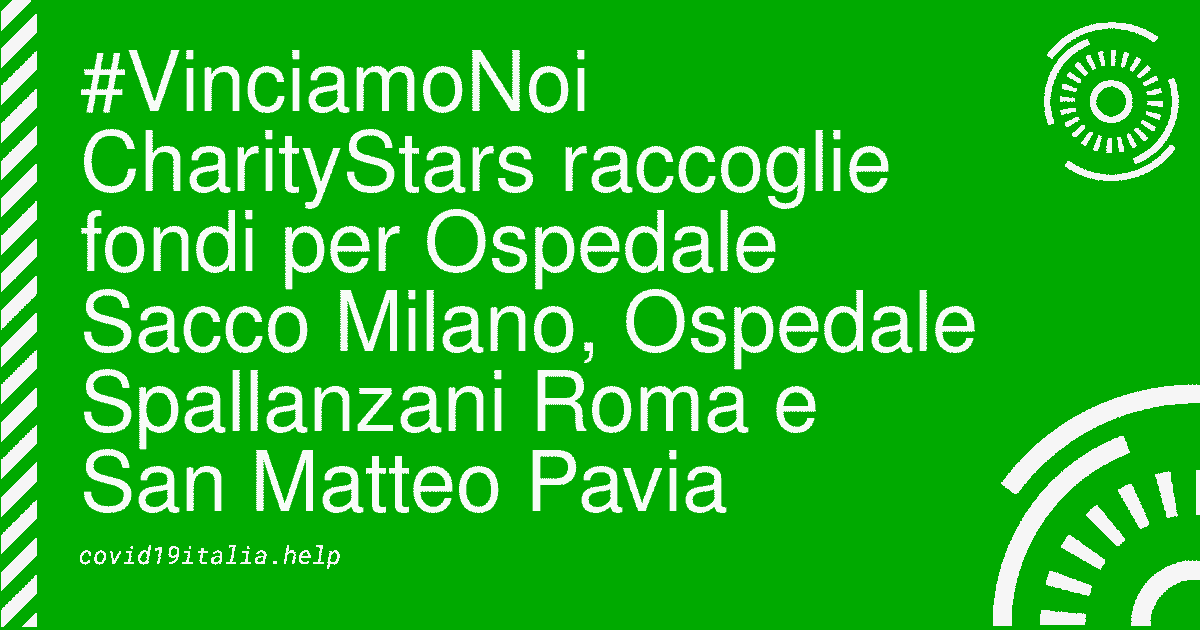 #VinciamoNoi
CharityStars raccoglie
fondi per Ospedale
Sacco Milano, Ospedale
Spallanzani Roma e
San Matteo Pavia
covid19italia.help